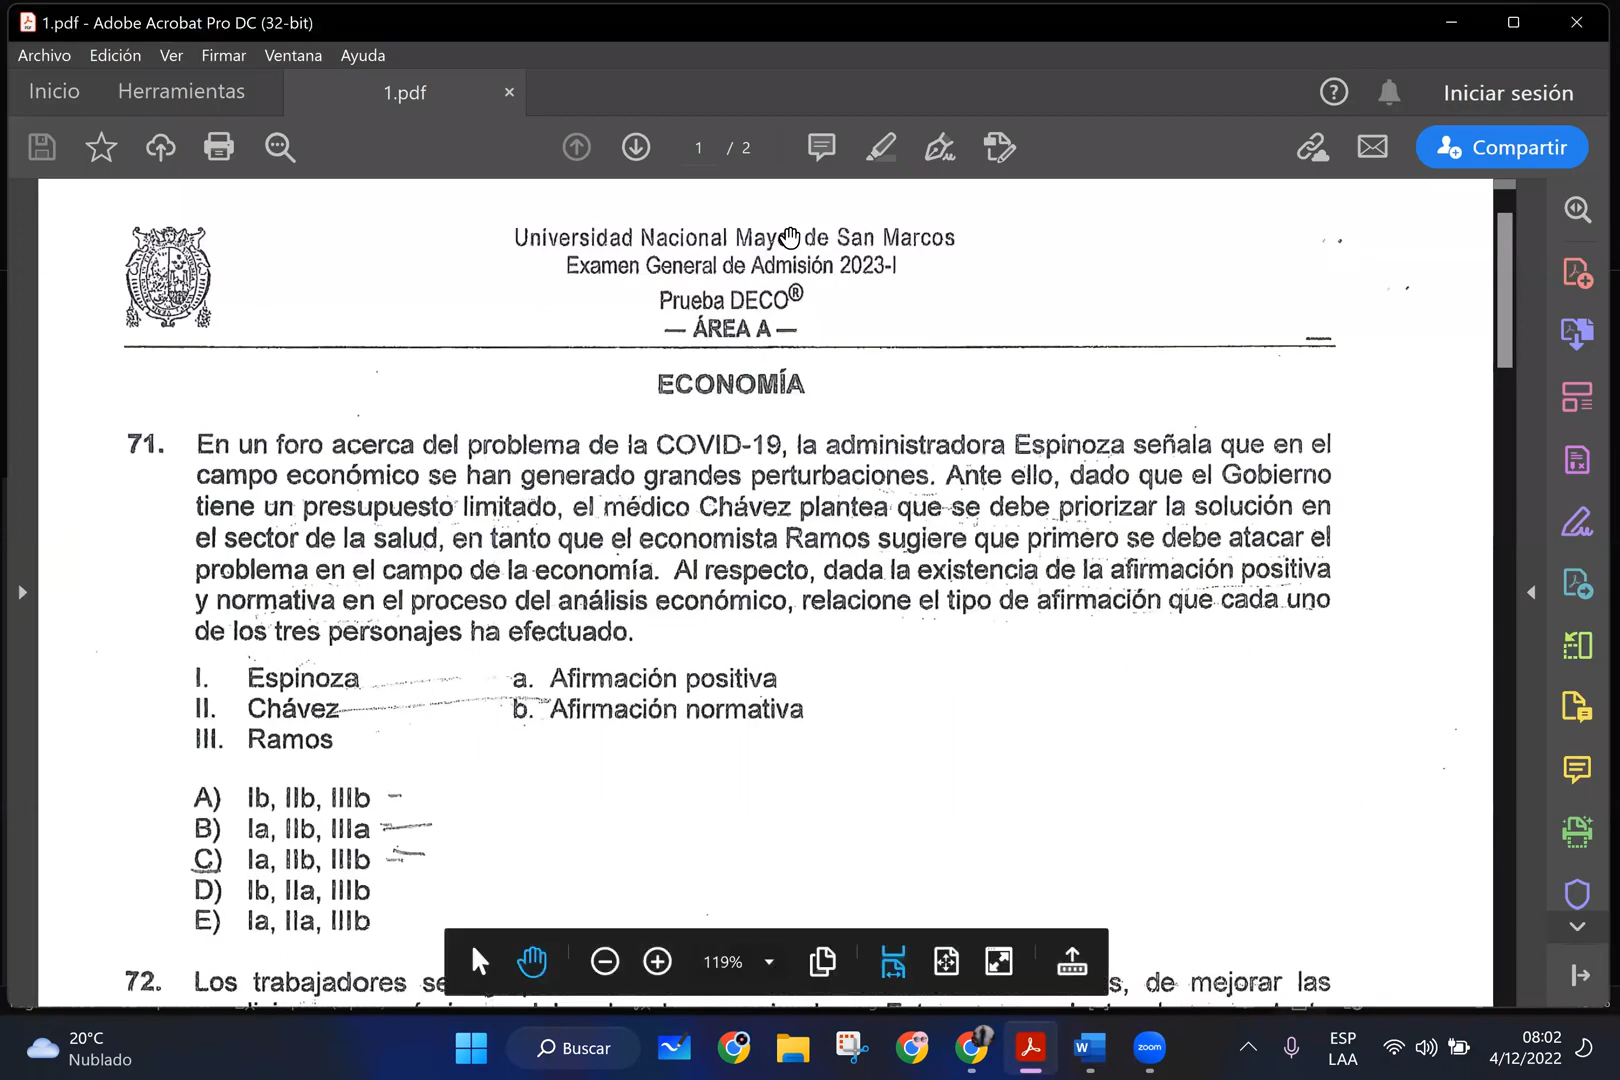 1.pdf - Adobe Acrobat Pro DC (32-bit)
Archivo Edición Ver Firmar Ventana Ayuda
Inicio Herramientas 1.pdf Iniciar sesión
1 / 2 Compartir
Universidad Nacional Mayor de San Marcos
Examen General de Admisión 2023-I
Prueba DECO®
— ÁREA A —
ECONOMÍA
71. En un foro acerca del problema de la COVID-19, la administradora Espinoza señala que en el
campo económico se han generado grandes perturbaciones. Ante ello, dado que el Gobierno
tiene un presupuesto limitado, el médico Chávez plantea que se debe priorizar la solución en
el sector de la salud, en tanto que el economista Ramos sugiere que primero se debe atacar el
problema en el campo de la economía. Al respecto, dada la existencia de la afirmación positiva
y normativa en el proceso del análisis económico, relacione el tipo de afirmación que cada uno
de los tres personajes ha efectuado.
I. Espinoza a. Afirmación positiva
II. Chávez b. Afirmación normativa
III. Ramos
A) Ib, IIb, IIIb
B) Ia, IIb, IIIa
C) Ia, IIb, IIIb
D) Ib, IIa, IIIb
E) Ia, IIa, IIIb
119%
72. Los trabajadores se s, de mejorar las
20°C
Nublado
Buscar
zoom
ESP
LAA
08:02
4/12/2022